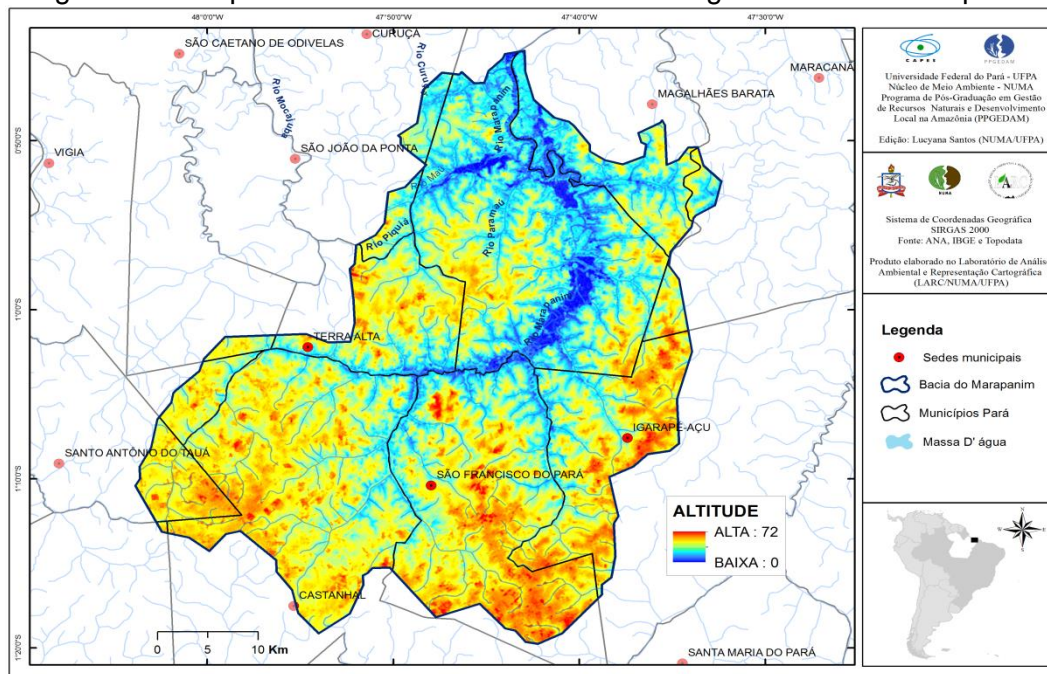 48°0'0"W
47°50'0"W
47°40'0"W
47°30'0"W
CURUÇÁ
SÃO CAETANO DE ODIVELAS
MARACANÃ
MAGALHÃES BARATA
Rio Mocajuba
Rio Marapanim
0°50'0"S
VIGIA
SÃO JOÃO DA PONTA
Rio Paramaú
Rio Piquiá
1°0'0"S
Rio Marapanim
TERRA ALTA
IGARAPÉ-AÇU
SANTO ANTÔNIO DO TAUÁ
SÃO FRANCISCO DO PARÁ
1°10'0"S
ALTITUDE
ALTA : 72
BAIXA : 0
CASTANHAL
0 5 10 Km
1°20'0"S
SANTA MARIA DO PARÁ
CAPES
PPGEDAM
Universidade Federal do Pará - UFPA
Núcleo de Meio Ambiente - NUMA
Programa de Pós-Graduação em Gestão
de Recursos Naturais e Desenvolvimento
Local na Amazônia (PPGEDAM)
Edição: Lucyana Santos (NUMA/UFPA)
NUMA
Sistema de Coordenadas Geográfica
SIRGAS 2000
Fonte: ANA, IBGE e Topodata
Produto elaborado no Laboratório de Análise
Ambiental e Representação Cartográfica
(LARC/NUMA/UFPA)
Legenda
Sedes municipais
Bacia do Marapanim
Municípios Pará
Massa D' água